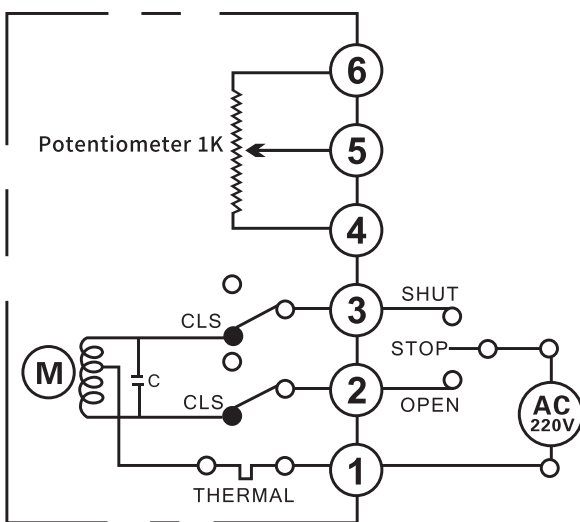 6
Potentiometer 1K
5
4
3
SHUT
CLS
STOP
M
C
2
CLS
OPEN
AC
220V
1
THERMAL